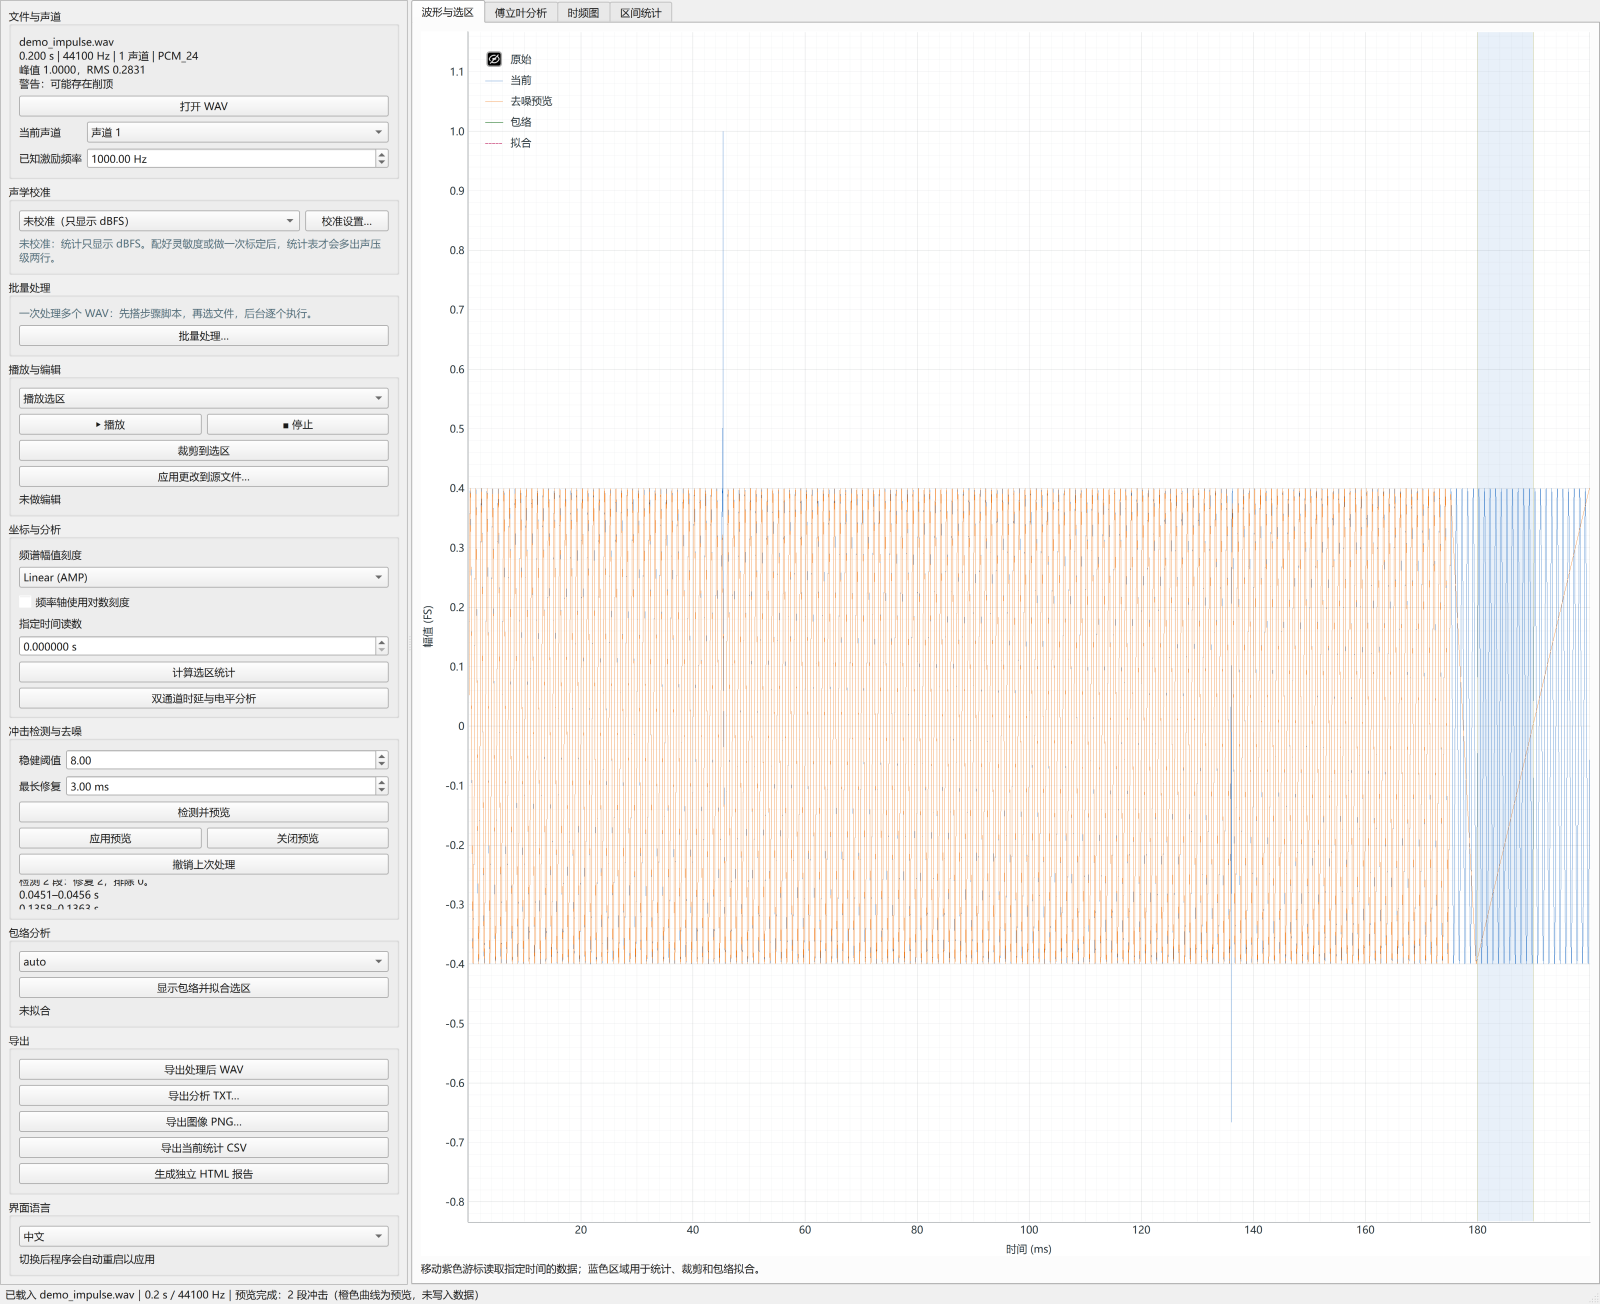 文件与声道
demo_impulse.wav
0.200 s | 44100 Hz | 1 声道 | PCM_24
峰值 1.0000，RMS 0.2831
警告：可能存在削顶
打开 WAV
当前声道 声道 1
已知激励频率 1000.00 Hz
声学校准
未校准（只显示 dBFS） 校准设置...
未校准：统计只显示 dBFS。配好灵敏度或做一次标定后，统计表才会多出声压
级两行。
批量处理
一次处理多个 WAV：先搭步骤脚本，再选文件，后台逐个执行。
批量处理...
播放与编辑
播放选区
播放 停止
裁剪到选区
应用更改到源文件...
未做编辑
坐标与分析
频谱幅值刻度
Linear (AMP)
频率轴使用对数刻度
指定时间读数
0.000000 s
计算选区统计
双通道时延与电平分析
冲击检测与去噪
稳健阈值 8.00
最长修复 3.00 ms
检测并预览
应用预览 关闭预览
撤销上次处理
检测 2 段：修复 2，排除 0。
0.0451–0.0456 s
0.1358–0.1363 s
包络分析
auto
显示包络并拟合选区
未拟合
导出
导出处理后 WAV
导出分析 TXT...
导出图像 PNG...
导出当前统计 CSV
生成独立 HTML 报告
界面语言
中文
切换后程序会自动重启以应用
波形与选区 傅立叶分析 时频图 区间统计
原始
当前
去噪预览
包络
拟合
1.1
1.0
0.9
0.8
0.7
0.6
0.5
0.4
0.3
0.2
0.1
0
-0.1
-0.2
-0.3
-0.4
-0.5
-0.6
-0.7
-0.8
幅值 (FS)
20 40 60 80 100 120 140 160 180
时间 (ms)
移动紫色游标读取指定时间的数据；蓝色区域用于统计、裁剪和包络拟合。
已载入 demo_impulse.wav | 0.2 s / 44100 Hz | 预览完成：2 段冲击（橙色曲线为预览，未写入数据）